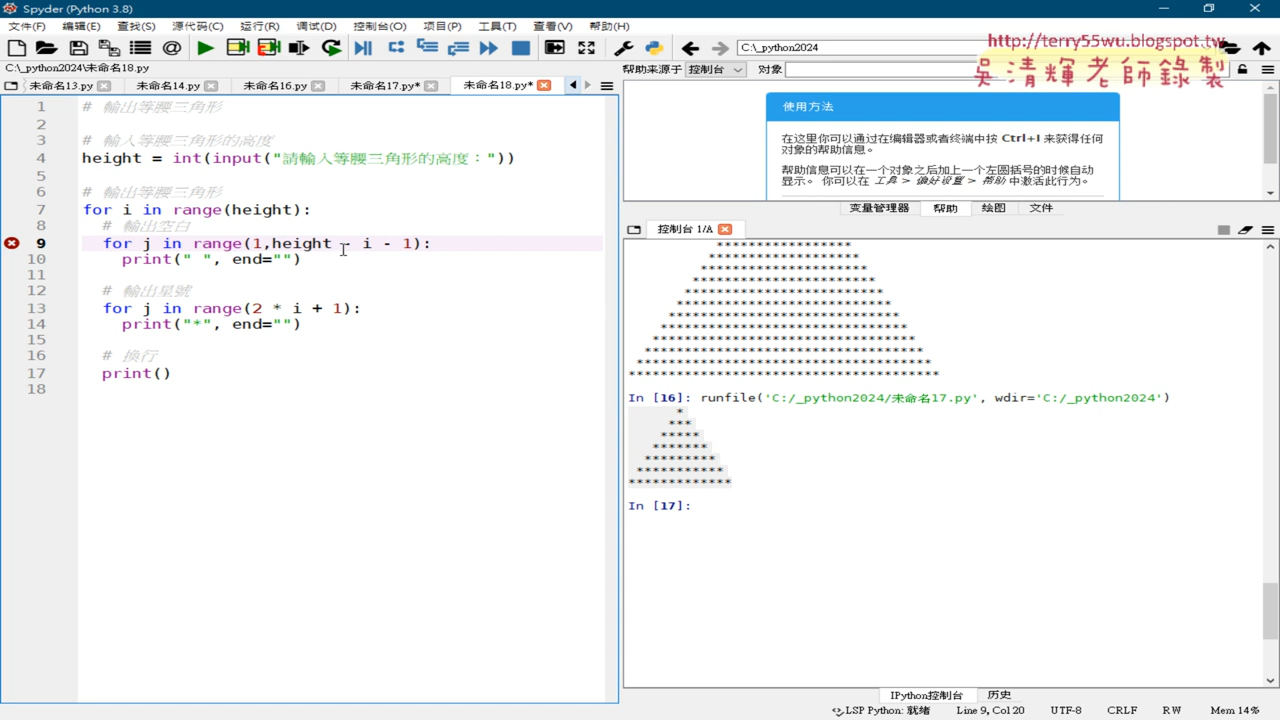 Spyder (Python 3.8)
文件(F) 编辑(E) 查找(S) 源代码(C) 运行(R) 调试(D) 控制台(O) 项目(P) 工具(T) 查看(V) 帮助(H)
C:\_python2024
http://terry55wu.blogspot.tw
吳清輝老師錄製
C:\_python2024\未命名18.py
帮助来源于 控制台 对象
未命名13.py 未命名14.py 未命名16.py 未命名17.py* 未命名18.py*
1 # 輸出等腰三角形
2
3 # 輸入等腰三角形的高度
4 height = int(input("請輸入等腰三角形的高度："))
5
6 # 輸出等腰三角形
7 for i in range(height):
8 # 輸出空白
9 for j in range(1,height - i - 1):
10 print(" ", end="")
11
12 # 輸出星號
13 for j in range(2 * i + 1):
14 print("*", end="")
15
16 # 換行
17 print()
18
使用方法
在这里你可以通过在编辑器或者终端中按 Ctrl+I 来获得任何
对象的帮助信息。
帮助信息可以在一个对象之后加上一个左圆括号的时候自动
显示。 你可以在 工具 > 偏好设置 > 帮助 中激活此行为。
变量管理器 帮助 绘图 文件
控制台 1/A
*****************
*******************
*********************
***********************
*************************
***************************
*****************************
*******************************
*********************************
***********************************
*************************************
***************************************
In [16]: runfile('C:/_python2024/未命名17.py', wdir='C:/_python2024')
*
***
*****
*******
*********
***********
*************
In [17]:
IPython控制台 历史
LSP Python: 就绪 Line 9, Col 20 UTF-8 CRLF RW Mem 14%